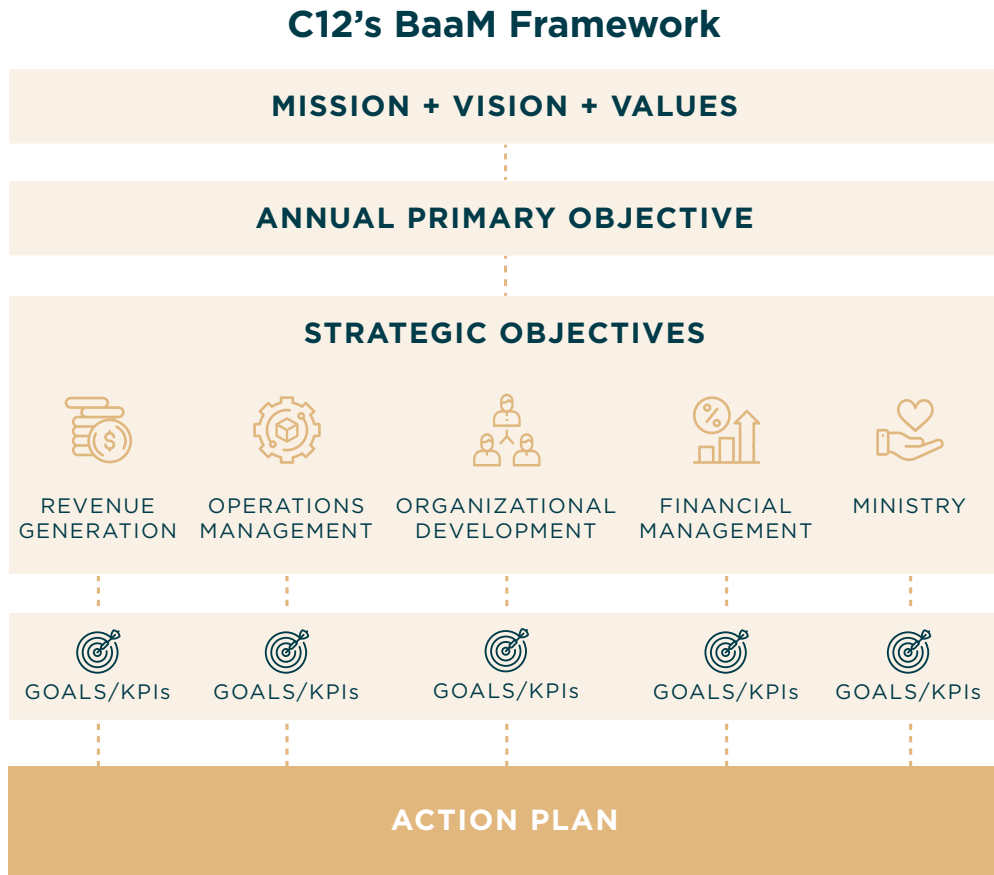 C12’s BaaM Framework
MISSION + VISION + VALUES
ANNUAL PRIMARY OBJECTIVE
STRATEGIC OBJECTIVES
REVENUE
GENERATION
OPERATIONS
MANAGEMENT
ORGANIZATIONAL
DEVELOPMENT
FINANCIAL
MANAGEMENT
MINISTRY
GOALS/KPIs
GOALS/KPIs
GOALS/KPIs
GOALS/KPIs
GOALS/KPIs
ACTION PLAN